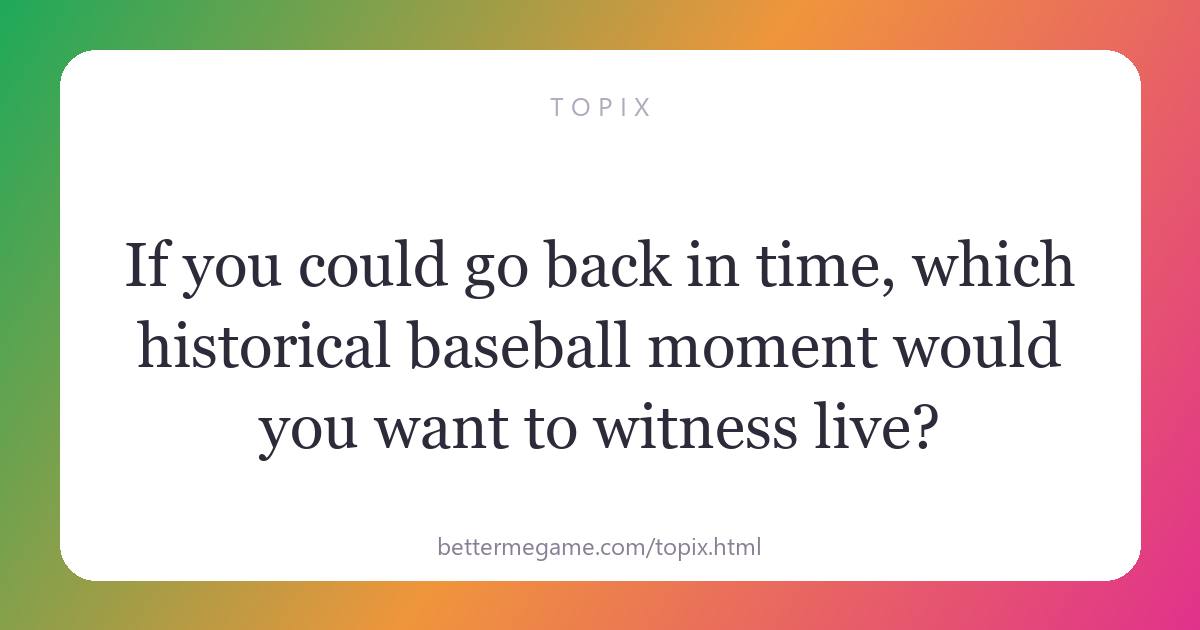 TOPIX
If you could go back in time, which
historical baseball moment would
you want to witness live?
bettermegame.com/topix.html